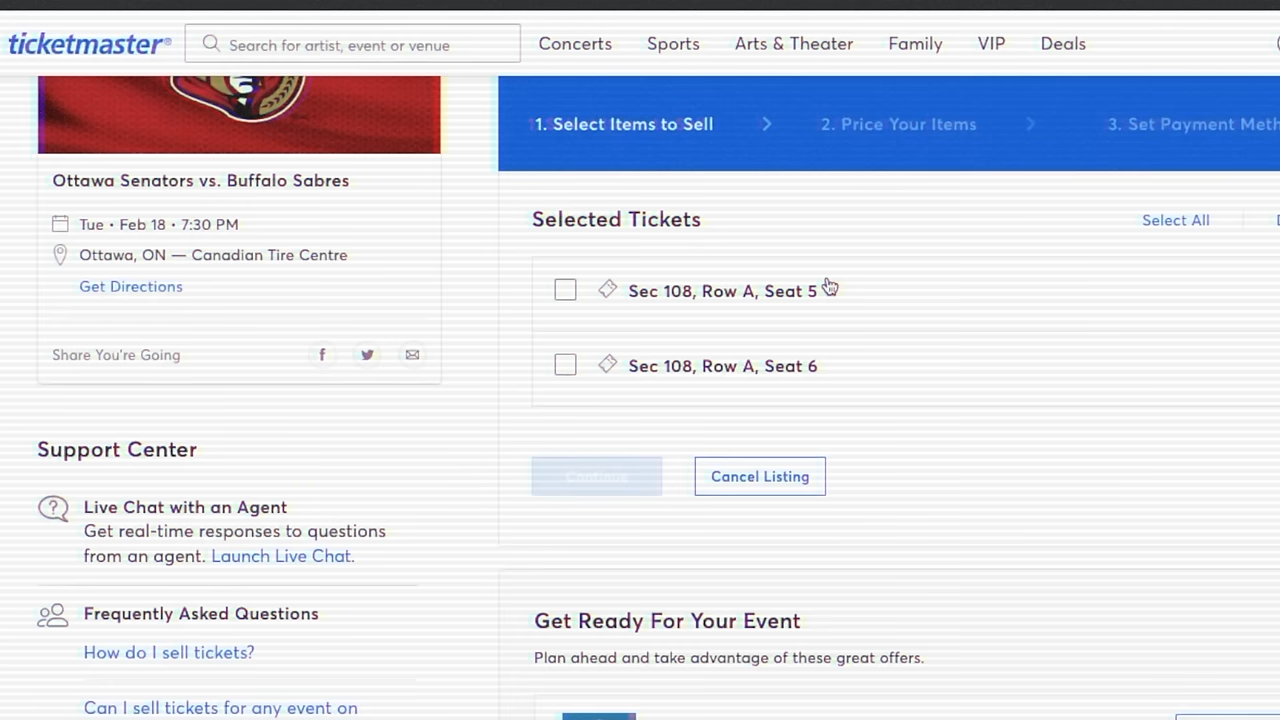 ticketmaster®
Search for artist, event or venue
Concerts
Sports
Arts & Theater
Family
VIP
Deals
Ottawa Senators vs. Buffalo Sabres
Tue • Feb 18 • 7:30 PM
Ottawa, ON — Canadian Tire Centre
Get Directions
Share You're Going
Support Center
Live Chat with an Agent
Get real-time responses to questions
from an agent. Launch Live Chat.
Frequently Asked Questions
How do I sell tickets?
Can I sell tickets for any event on
1. Select Items to Sell
2. Price Your Items
3. Set Payment Meth
Selected Tickets
Select All
Sec 108, Row A, Seat 5
Sec 108, Row A, Seat 6
Continue
Cancel Listing
Get Ready For Your Event
Plan ahead and take advantage of these great offers.